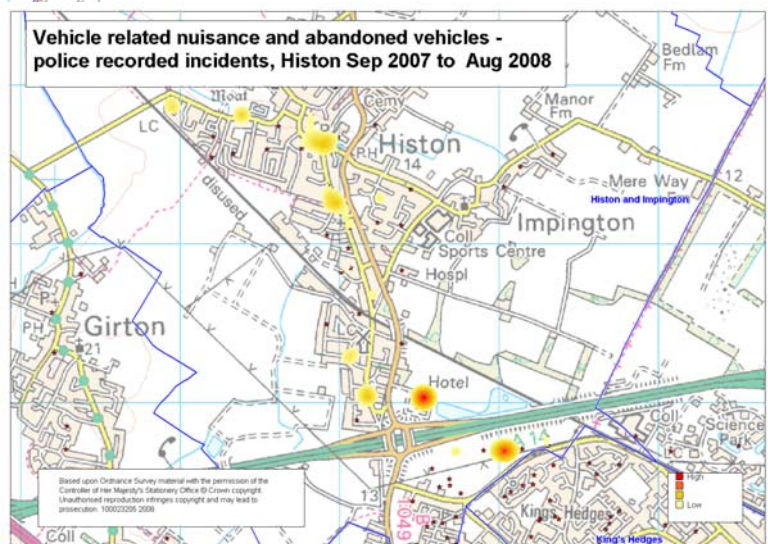 Vehicle related nuisance and abandoned vehicles -
police recorded incidents, Histon Sep 2007 to Aug 2008
Bedlam
Fm
Moat
Cemy
Manor
Fm
LC
Histon
PH
14
12
Mere Way
Histon and Impington
disused
Impington
Coll
Sports Centre
Hospl
P
PH
Girton
21
LC
Hotel
Coll
Science
Park
A 14
Based upon Ordnance Survey material with the permission of the
Controller of Her Majesty's Stationery Office © Crown copyright.
Unauthorised reproduction infringes copyright and may lead to
prosecution. 100023205 2008
High
Low
13
B
1049
Kings Hedges
King's Hedges
Coll